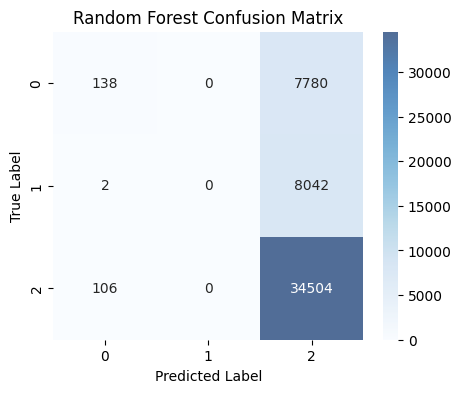 Random Forest Confusion Matrix
True Label
0 138 0 7780
1 2 0 8042
2 106 0 34504
0 1 2
Predicted Label
30000
25000
20000
15000
10000
5000
0